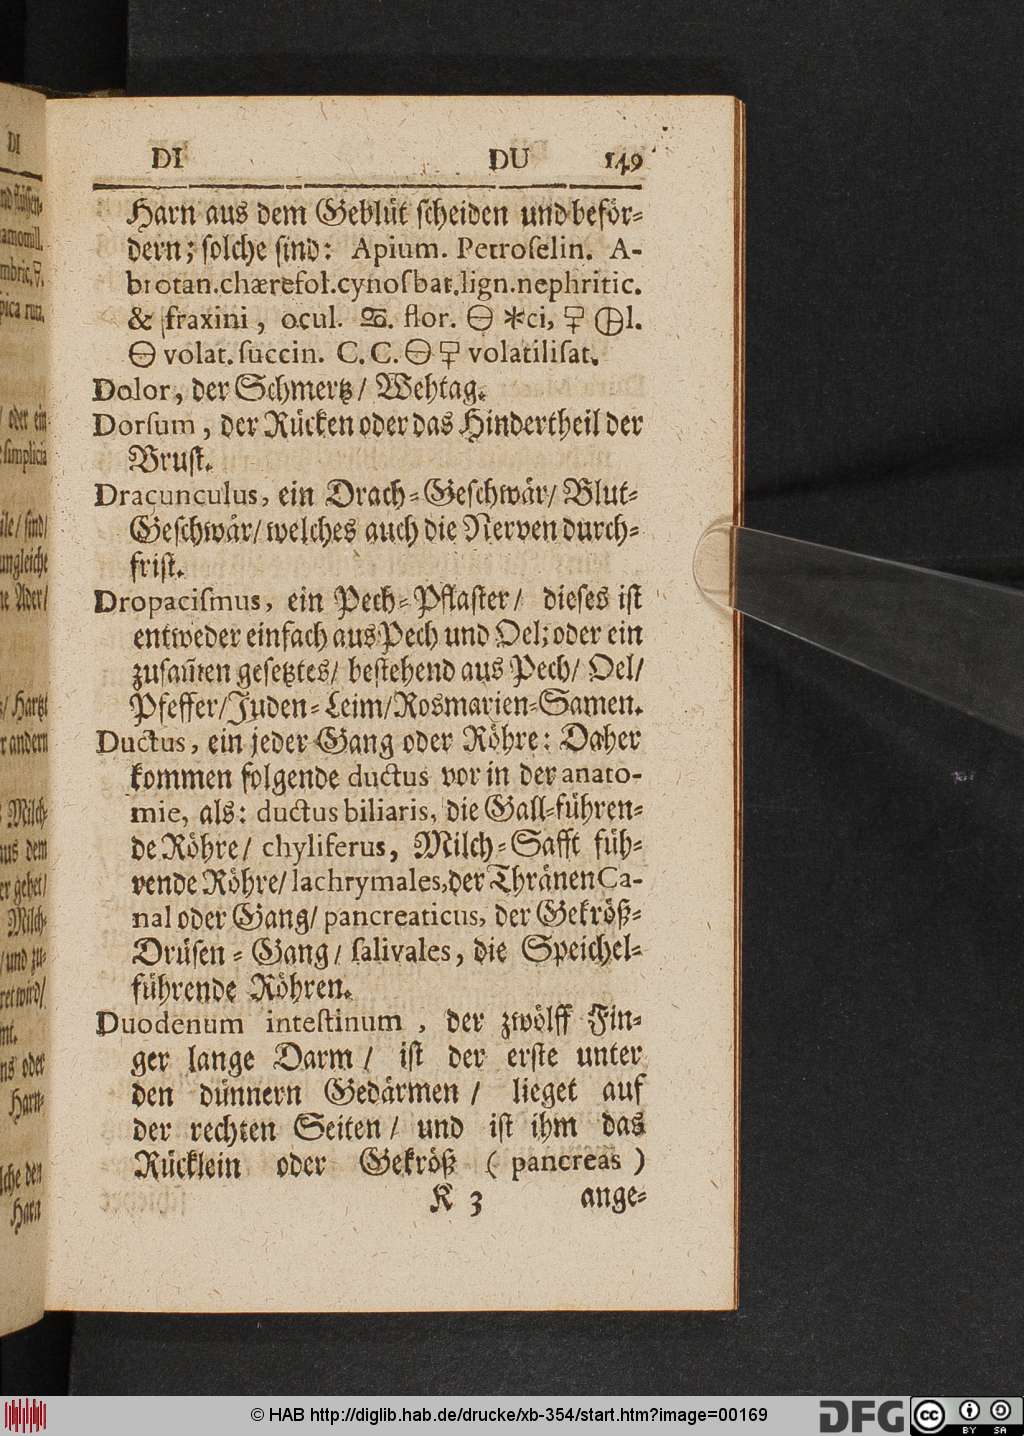 DI DU 149
Harn aus dem Geblüt scheiden und beför⸗
dern; solche sind: Apium. Petroſelin. A-
brotan. chærefol. cynosbat. lign. nephritic.
& fraxini, ocul. ♋. flor. 🜔 ✱ci, 🜿 🜨l.
🜔 volat. ſuccin. C. C. 🜔 🜿 volatiliſat.
Dolor, der Schmertz/ Wehtag.
Dorſum, der Rücken oder das Hindertheil der
Brust.
Dracunculus, ein Drach⸗Geschwär/ Blut⸗
Geschwär/ welches auch die Nerven durch⸗
frist.
Dropaciſmus, ein Pech⸗Pflaster/ dieses ist
entweder einfach aus Pech und Oel; oder ein
zusam̄en gesetztes/ bestehend aus Pech/ Oel/
Pfeffer/ Juden⸗Leim/ Rosmarien⸗Samen.
Ductus, ein jeder Gang oder Röhre: Daher
kommen folgende ductus vor in der anato-
mie, als: ductus biliaris, die Gall⸗führen⸗
de Röhre/ chyliferus, Milch⸗Safft füh⸗
rende Röhre/ lachrymales, der Thränen Ca-
nal oder Gang/ pancreaticus, der Gekröß⸗
Drüsen⸗Gang/ ſalivales, die Speichel⸗
führende Röhren.
Duodenum inteſtinum, der zwölff Fin⸗
ger lange Darm/ ist der erste unter
den dünnern Gedärmen/ lieget auf
der rechten Seiten/ und ist ihm das
Rücklein oder Gekröß (pancreas)
K 3 ange⸗
© HAB http://diglib.hab.de/drucke/xb-354/start.htm?image=00169
DFG
cc BY SA